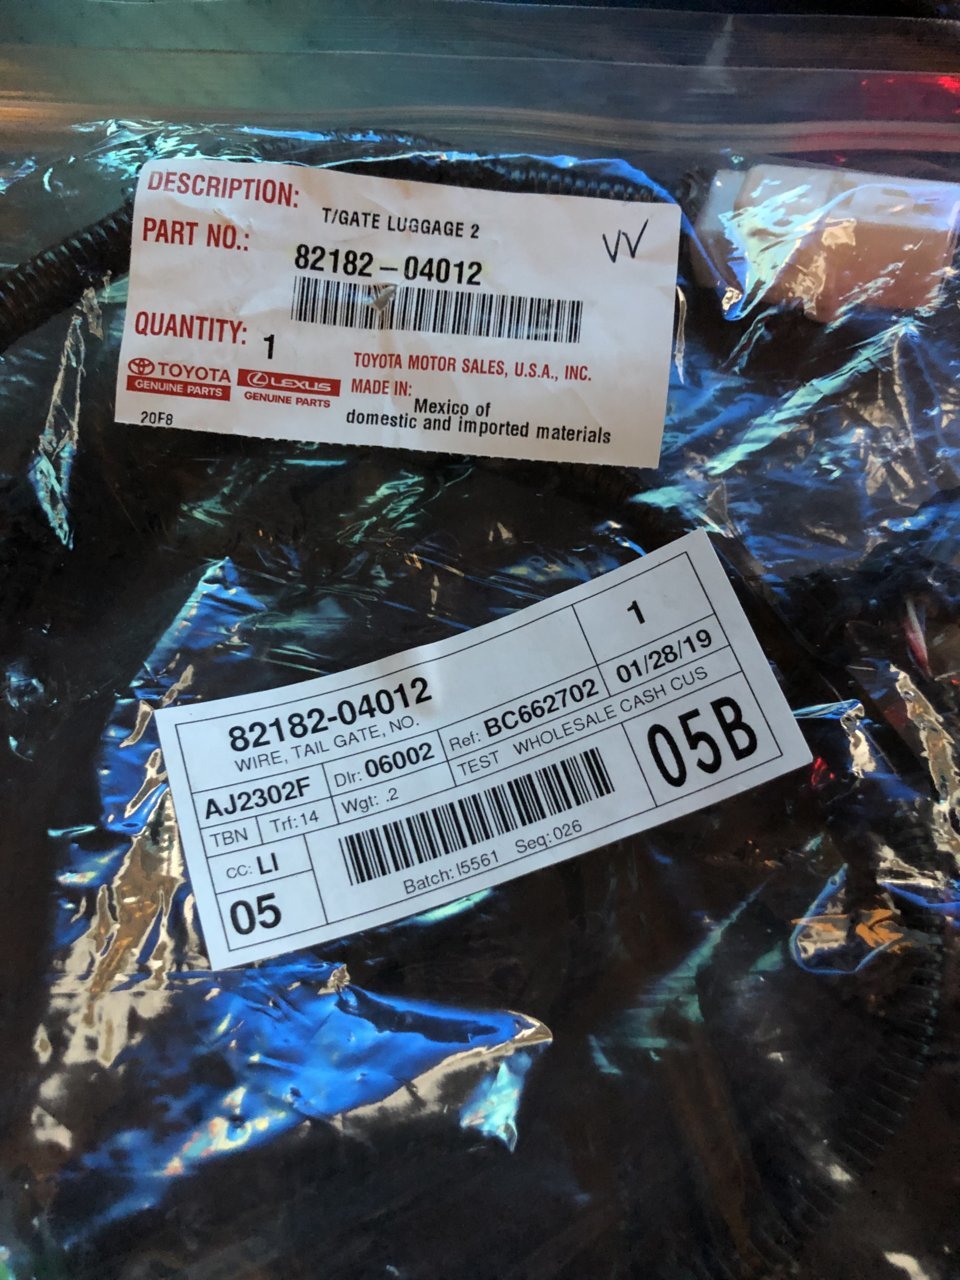 DESCRIPTION:
T/GATE LUGGAGE 2
PART NO.:
82182-04012
VV
QUANTITY: 1
TOYOTA
GENUINE PARTS
LEXUS
GENUINE PARTS
TOYOTA MOTOR SALES, U.S.A., INC.
MADE IN:
Mexico of
domestic and imported materials
20F8
82182-04012
WIRE, TAIL GATE, NO.
1
AJ2302F
Dlr: 06002
Ref: BC662702
01/28/19
TBN
Trf: 14
Wgt: .2
TEST WHOLESALE CASH CUS
CC: LI
05
05B
Batch: I5561 Seq: 026